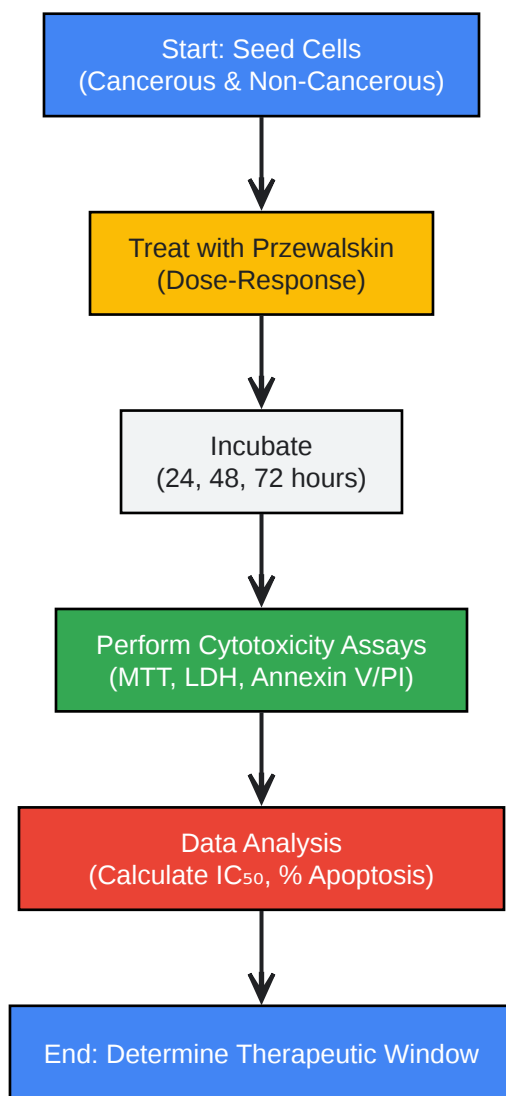 Start: Seed Cells
(Cancerous & Non-Cancerous)
Treat with Przewalskin
(Dose-Response)
Incubate
(24, 48, 72 hours)
Perform Cytotoxicity Assays
(MTT, LDH, Annexin V/PI)
Data Analysis
(Calculate IC₅₀, % Apoptosis)
End: Determine Therapeutic Window